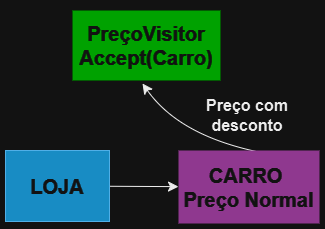 PreçoVisitor
Accept(Carro)
Preço com
desconto
LOJA
CARRO
Preço Normal